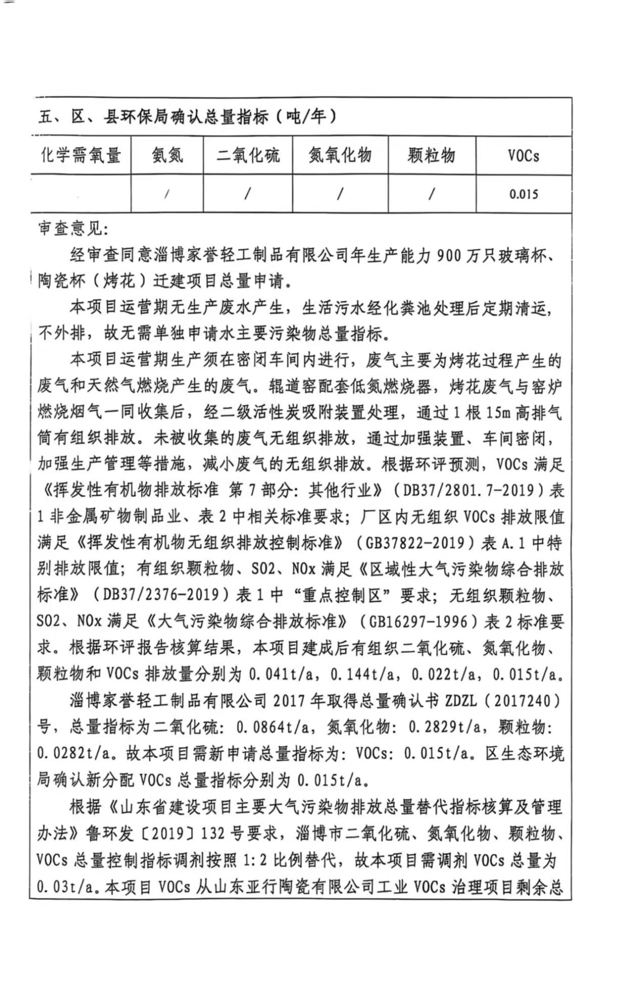 五、区、县环保局确认总量指标（吨/年）
化学需氧量 氨氮 二氧化硫 氮氧化物 颗粒物 VOCs
/ / / / 0.015
审查意见：
经审查同意淄博家誉轻工制品有限公司年生产能力 900 万只玻璃杯、
陶瓷杯（烤花）迁建项目总量申请。
本项目运营期无生产废水产生，生活污水经化粪池处理后定期清运，
不外排，故无需单独申请水主要污染物总量指标。
本项目运营期生产须在密闭车间内进行，废气主要为烤花过程产生的
废气和天然气燃烧产生的废气。辊道窑配套低氮燃烧器，烤花废气与窑炉
燃烧烟气一同收集后，经二级活性炭吸附装置处理，通过 1 根 15m 高排气
筒有组织排放。未被收集的废气无组织排放，通过加强装置、车间密闭，
加强生产管理等措施，减小废气的无组织排放。根据环评预测，VOCs 满足
《挥发性有机物排放标准 第 7 部分：其他行业》（DB37/2801.7-2019）表
1 非金属矿物制品业、表 2 中相关标准要求；厂区内无组织 VOCs 排放限值
满足《挥发性有机物无组织排放控制标准》（GB37822-2019）表 A.1 中特
别排放限值；有组织颗粒物、SO2、NOx 满足《区域性大气污染物综合排放
标准》（DB37/2376-2019）表 1 中“重点控制区”要求；无组织颗粒物、
SO2、NOx 满足《大气污染物综合排放标准》（GB16297-1996）表 2 标准要
求。根据环评报告核算结果，本项目建成后有组织二氧化硫、氮氧化物、
颗粒物和 VOCs 排放量分别为 0.041t/a，0.144t/a，0.022t/a，0.015t/a。
淄博家誉轻工制品有限公司 2017 年取得总量确认书 ZDZL（2017240）
号，总量指标为二氧化硫：0.0864t/a，氮氧化物：0.2829t/a，颗粒物：
0.0282t/a。故本项目需新申请总量指标为：VOCs：0.015t/a。区生态环境
局确认新分配 VOCs 总量指标分别为 0.015t/a。
根据《山东省建设项目主要大气污染物排放总量替代指标核算及管理
办法》鲁环发〔2019〕132 号要求，淄博市二氧化硫、氮氧化物、颗粒物、
VOCs 总量控制指标调剂按照 1:2 比例替代，故本项目需调剂 VOCs 总量为
0.03t/a。本项目 VOCs 从山东亚行陶瓷有限公司工业 VOCs 治理项目剩余总